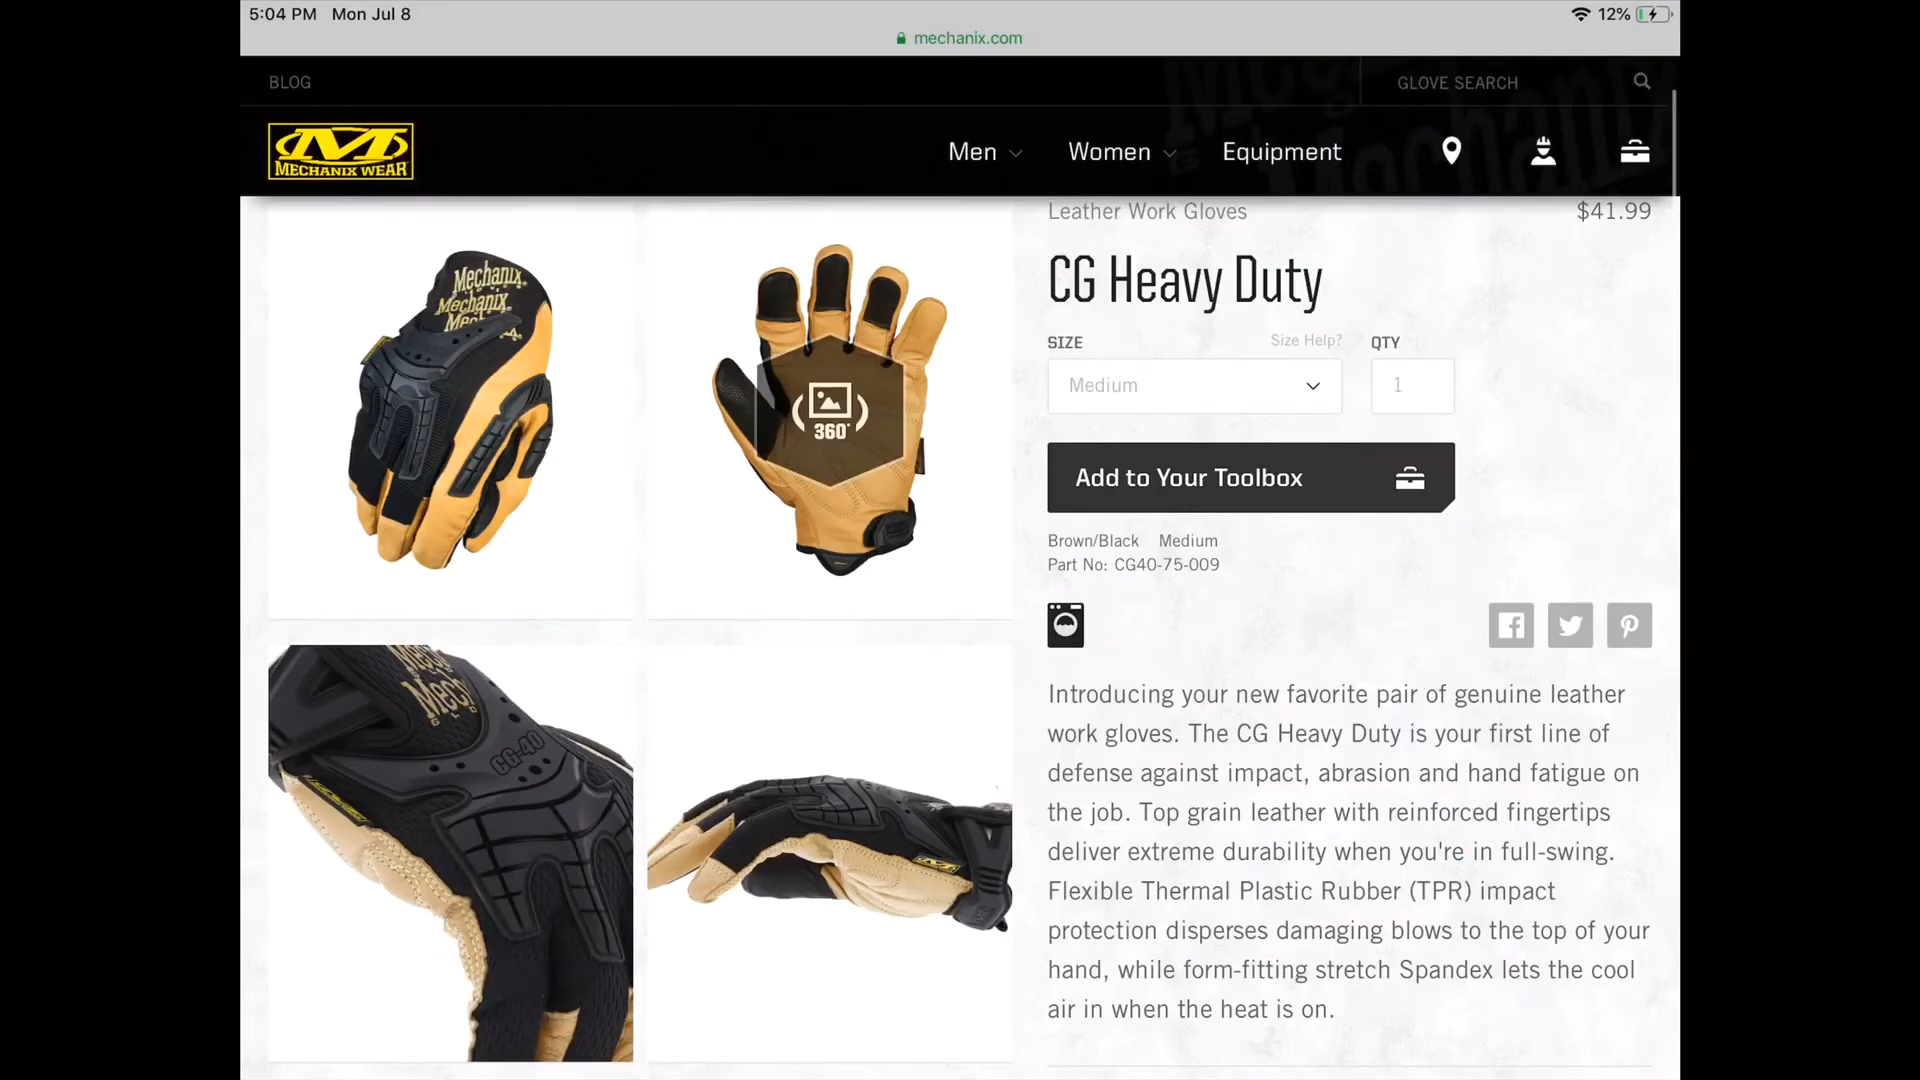 5:04 PM Mon Jul 8
12%
mechanix.com
BLOG
GLOVE SEARCH
MECHANIX WEAR
Men
Women
Equipment
Leather Work Gloves
$41.99
CG Heavy Duty
SIZE
Size Help?
QTY
Medium
1
Add to Your Toolbox
Brown/Black Medium
Part No: CG40-75-009
Mechanix
Mechanix
360°
CG-40
Introducing your new favorite pair of genuine leather
work gloves. The CG Heavy Duty is your first line of
defense against impact, abrasion and hand fatigue on
the job. Top grain leather with reinforced fingertips
deliver extreme durability when you're in full-swing.
Flexible Thermal Plastic Rubber (TPR) impact
protection disperses damaging blows to the top of your
hand, while form-fitting stretch Spandex lets the cool
air in when the heat is on.